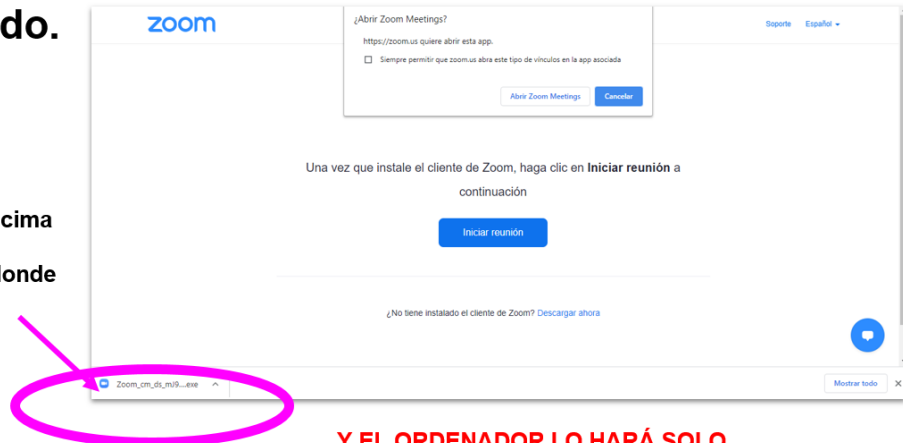 do.
zoom
¿Abrir Zoom Meetings?
https://zoom.us quiere abrir esta app.
Siempre permitir que zoom.us abra este tipo de vínculos en la app asociada
Abrir Zoom Meetings Cancelar
Soporte Español
Una vez que instale el cliente de Zoom, haga clic en Iniciar reunión a
continuación
Iniciar reunión
¿No tiene instalado el cliente de Zoom? Descargar ahora
cima
donde
Zoom_cm_ds_mJ9....exe
Mostrar todo
Y EL ORDENADOR LO HARÁ SOLO